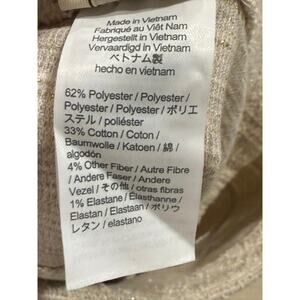 Made in Vietnam
Fabriqué au Viêt Nam
Hergestellt in Vietnam
Vervaardigd in Vietnam
ベトナム製
hecho en vietnam
62% Polyester / Polyester /
Polyester / Polyester / ポリエ
ステル / poliéster
33% Cotton / Coton /
Baumwolle / Katoen / 綿 /
algodón
4% Other Fiber / Autre Fibre
/ Andere Faser / Andere
Vezel / その他 / otras fibras
1% Elastane / Élasthanne /
Elastan / Elastaan / ポリウ
レタン / elastano